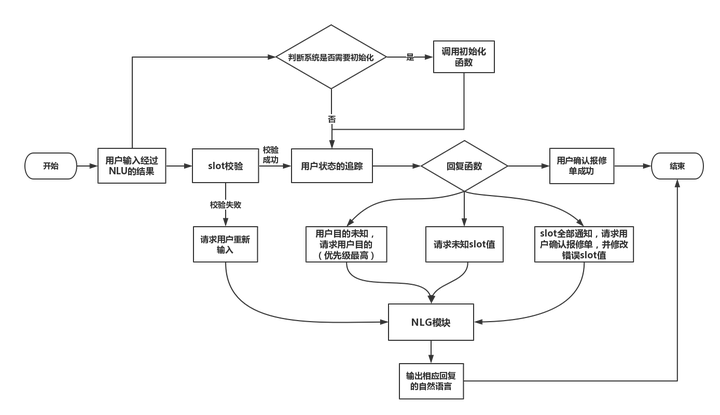 判断系统是否需要初始化
是
调用初始化
函数
否
开始
用户输入经过
NLU的结果
slot校验
校验
成功
用户状态的追踪
回复函数
用户确认报修
单成功
结束
校验失败
请求用户重新
输入
用户目的未知，
请求用户目的
（优先级最高）
请求未知slot值
slot全部通知，请求用
户确认报修单，并修改
错误slot值
NLG模块
输出相应回复
的自然语言